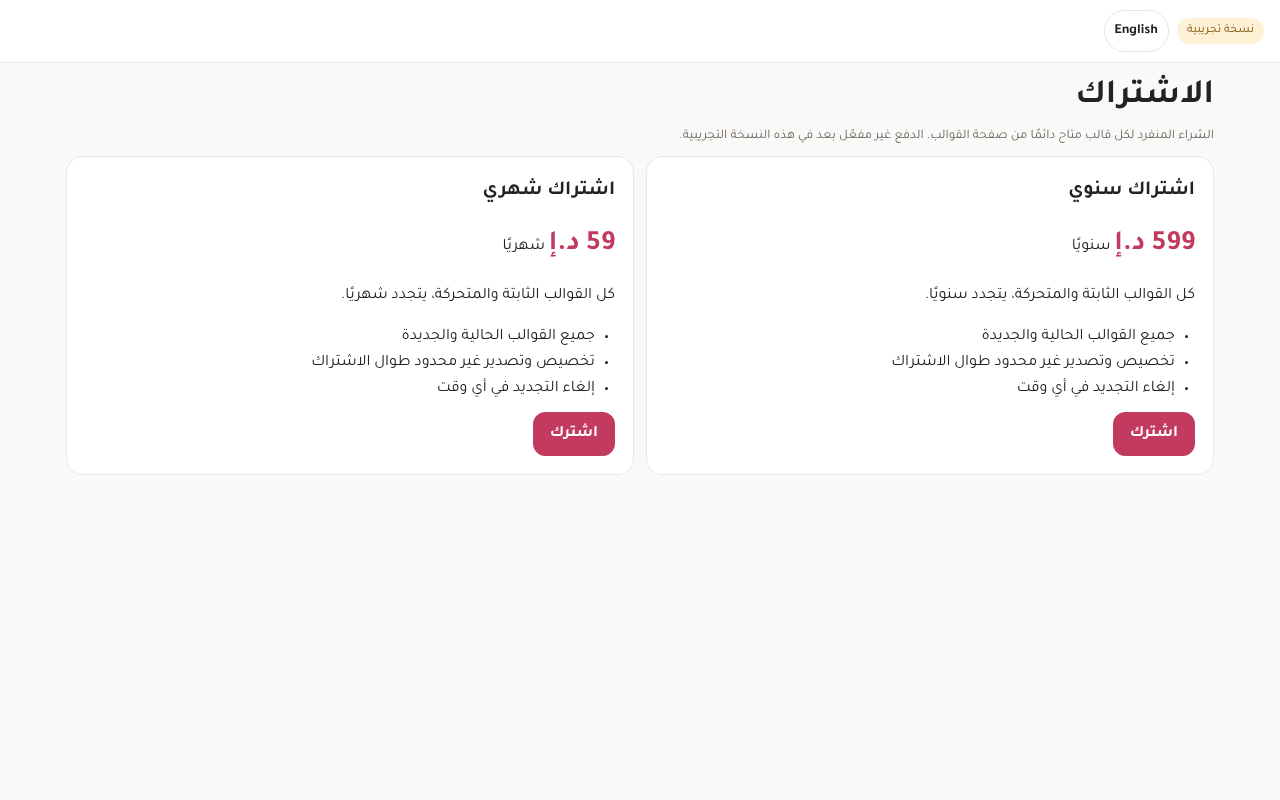 نسخة تجريبية
English
الاشتراك
الشراء المنفرد لكل قالب متاح دائمًا من صفحة القوالب. الدفع غير مفعّل بعد في هذه النسخة التجريبية.
اشتراك سنوي
599 د.إ سنويًا
كل القوالب الثابتة والمتحركة، يتجدد سنويًا.
• جميع القوالب الحالية والجديدة
• تخصيص وتصدير غير محدود طوال الاشتراك
• إلغاء التجديد في أي وقت
اشترك
اشتراك شهري
59 د.إ شهريًا
كل القوالب الثابتة والمتحركة، يتجدد شهريًا.
• جميع القوالب الحالية والجديدة
• تخصيص وتصدير غير محدود طوال الاشتراك
• إلغاء التجديد في أي وقت
اشترك